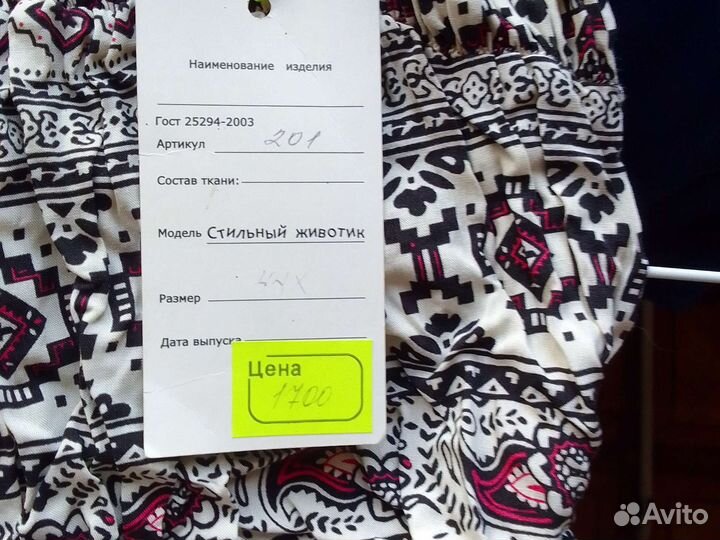 Наименование изделия
Гост 25294-2003
Артикул 201
Состав ткани:
Модель Стильный животик
Размер
Дата выпуска
Цена
1700
Avito